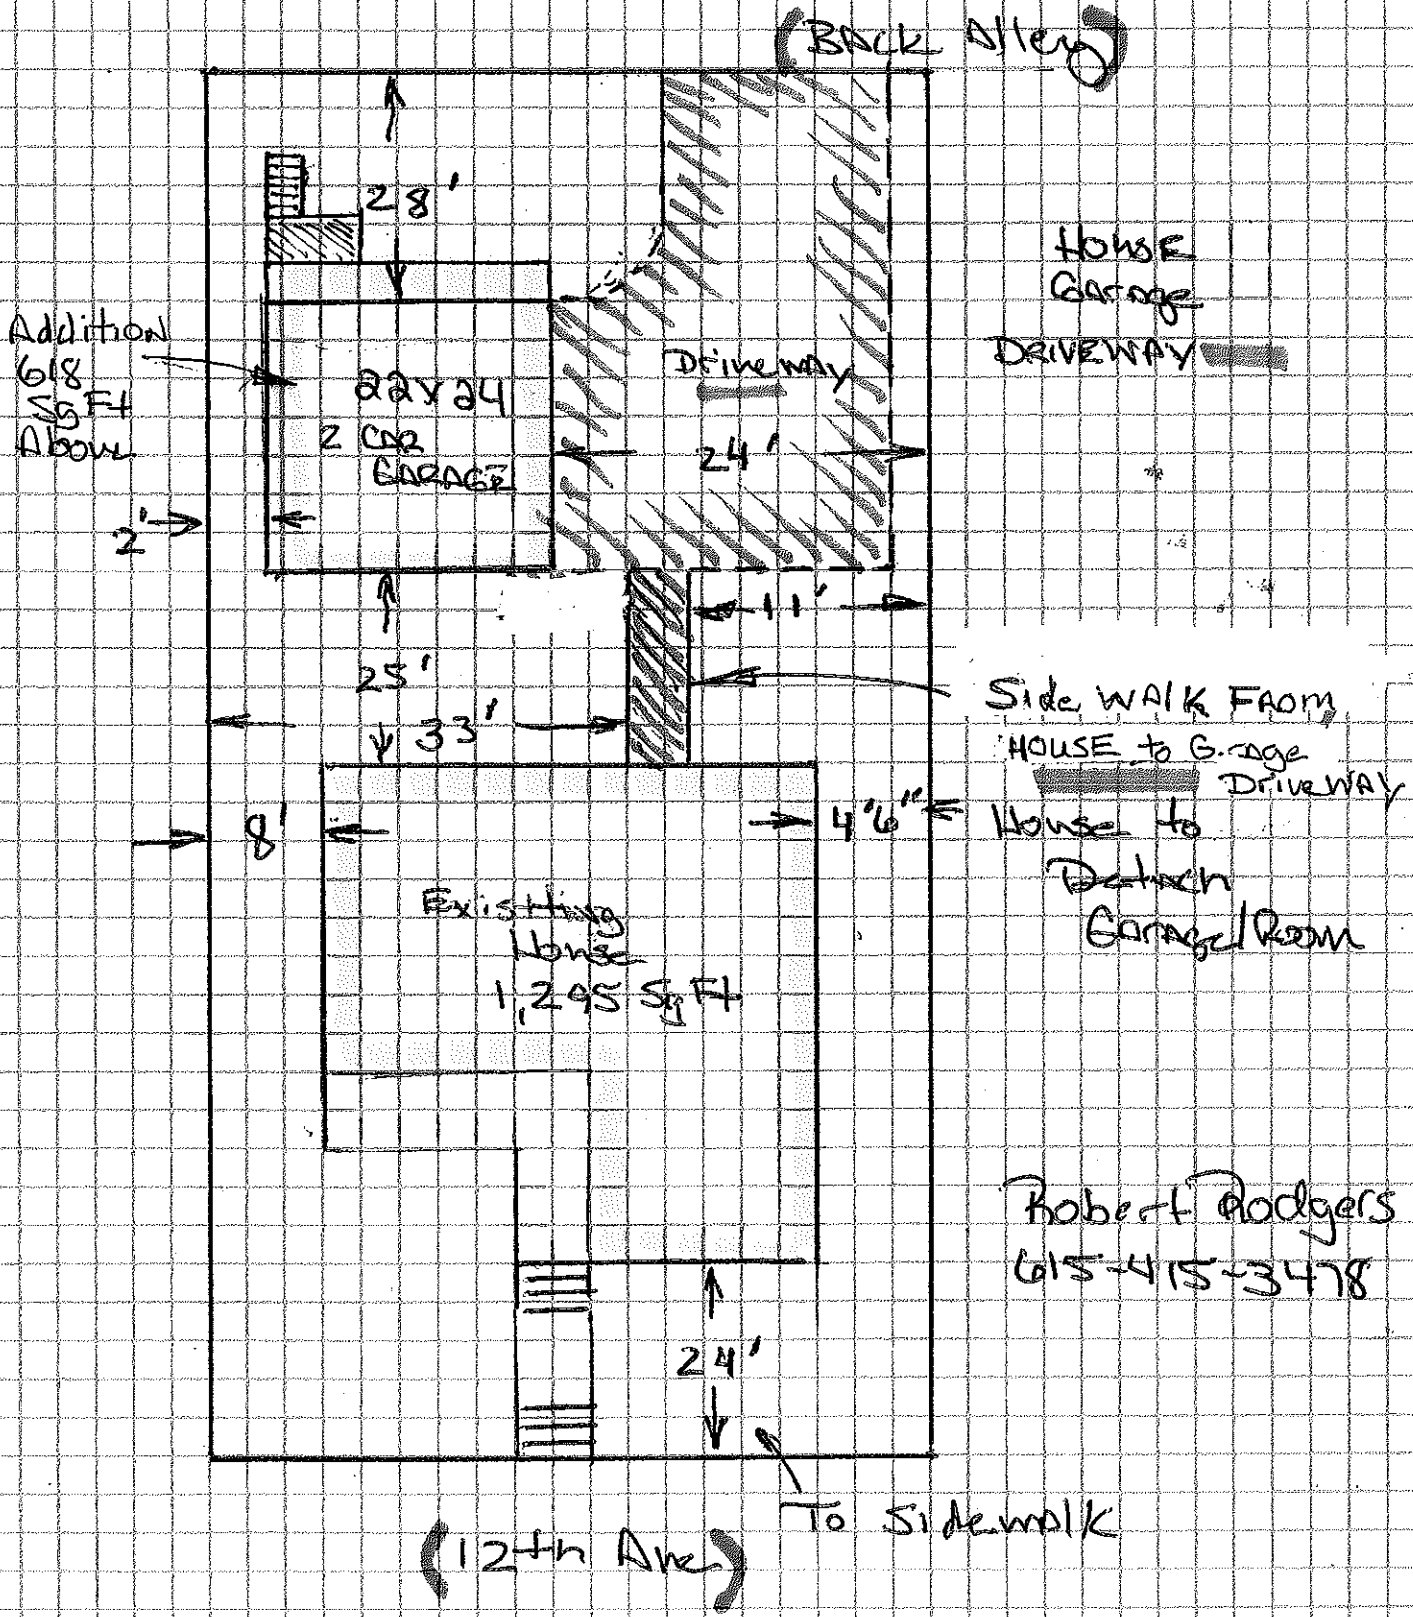 (BACK Alley)
28'
House
Garage
DRIVEWAY
Addition
618
Sq Ft
Above
22x24
2 CAR
GARAGE
Driveway
24'
2'
11'
25'
33'
Side WALK FROM
HOUSE to G.rage
DriveWAY
8'
4'6"
House to
Detach
Garage/Room
Existing
House
1,295 Sq Ft
Robert Rodgers
615-415-3478
24'
To Sidewalk
(12th Ave)